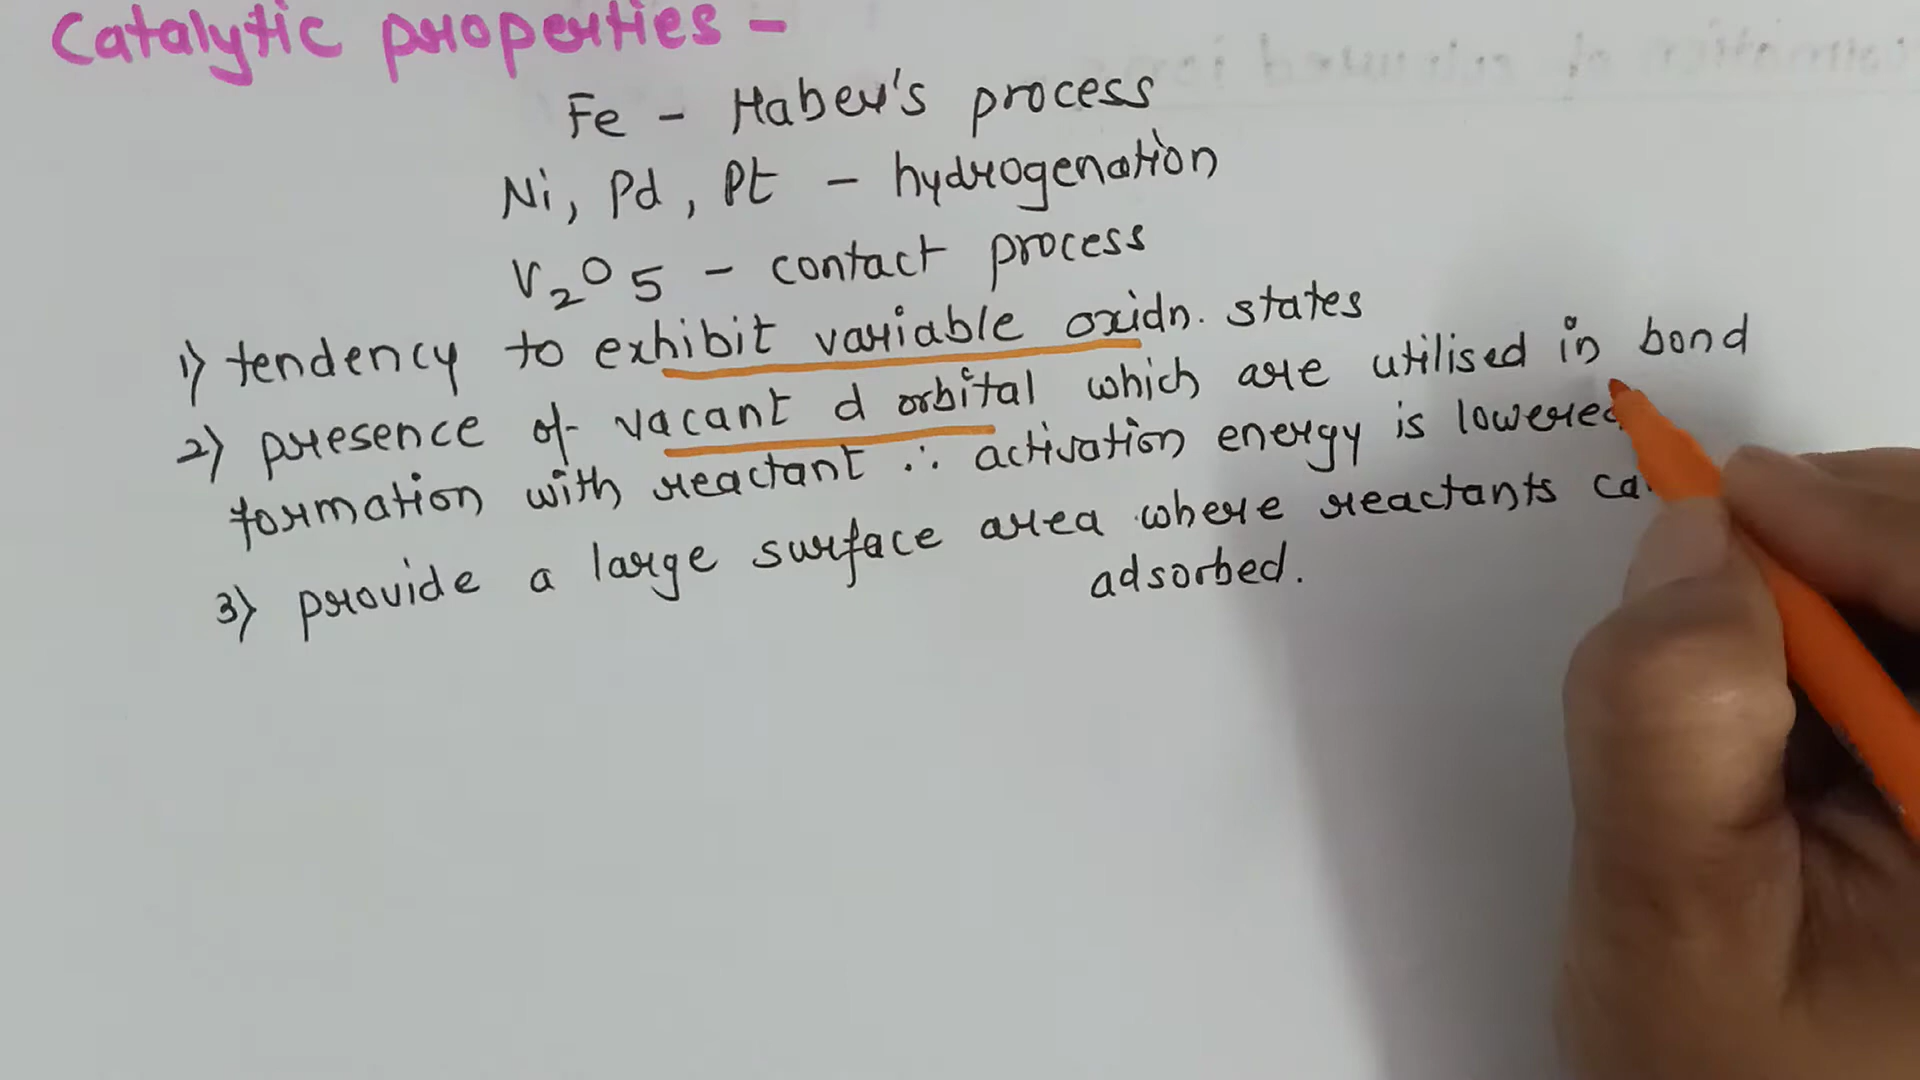 Catalytic properties -
Fe - Haber's process
Ni, Pd, Pt - hydrogenation
V2O5 - contact process
1) tendency to exhibit variable oxidn. states
2) presence of vacant d orbital which are utilised in bond
formation with reactant ∴ activation energy is lowered
3) provide a large surface area where reactants
adsorbed.